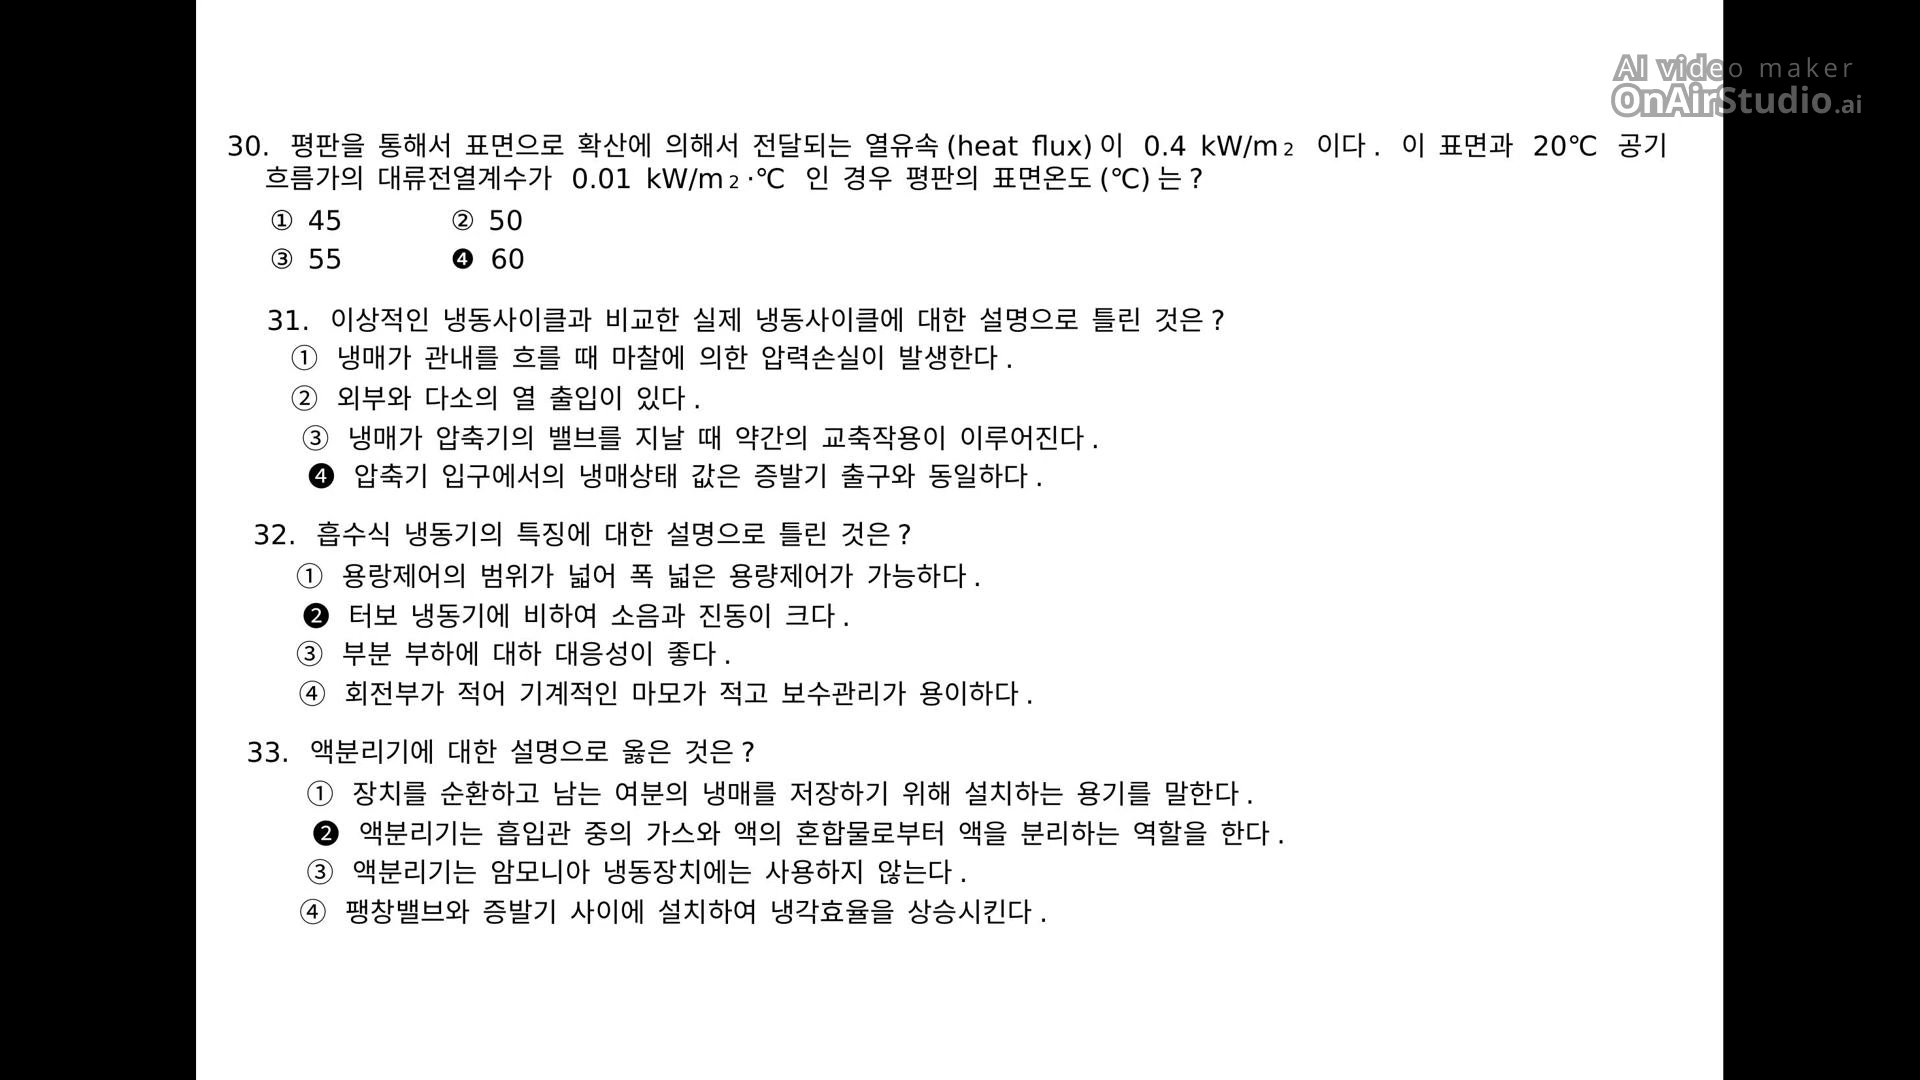 AI video maker
OnAirStudio.ai
30. 평판을 통해서 표면으로 확산에 의해서 전달되는 열유속(heat flux)이 0.4 kW/m2 이다. 이 표면과 20℃ 공기
흐름가의 대류전열계수가 0.01 kW/m2·℃ 인 경우 평판의 표면온도(℃)는?
① 45 ② 50
③ 55 ❹ 60
31. 이상적인 냉동사이클과 비교한 실제 냉동사이클에 대한 설명으로 틀린 것은?
① 냉매가 관내를 흐를 때 마찰에 의한 압력손실이 발생한다.
② 외부와 다소의 열 출입이 있다.
③ 냉매가 압축기의 밸브를 지날 때 약간의 교축작용이 이루어진다.
❹ 압축기 입구에서의 냉매상태 값은 증발기 출구와 동일하다.
32. 흡수식 냉동기의 특징에 대한 설명으로 틀린 것은?
① 용랑제어의 범위가 넓어 폭 넓은 용량제어가 가능하다.
❷ 터보 냉동기에 비하여 소음과 진동이 크다.
③ 부분 부하에 대하 대응성이 좋다.
④ 회전부가 적어 기계적인 마모가 적고 보수관리가 용이하다.
33. 액분리기에 대한 설명으로 옳은 것은?
① 장치를 순환하고 남는 여분의 냉매를 저장하기 위해 설치하는 용기를 말한다.
❷ 액분리기는 흡입관 중의 가스와 액의 혼합물로부터 액을 분리하는 역할을 한다.
③ 액분리기는 암모니아 냉동장치에는 사용하지 않는다.
④ 팽창밸브와 증발기 사이에 설치하여 냉각효율을 상승시킨다.